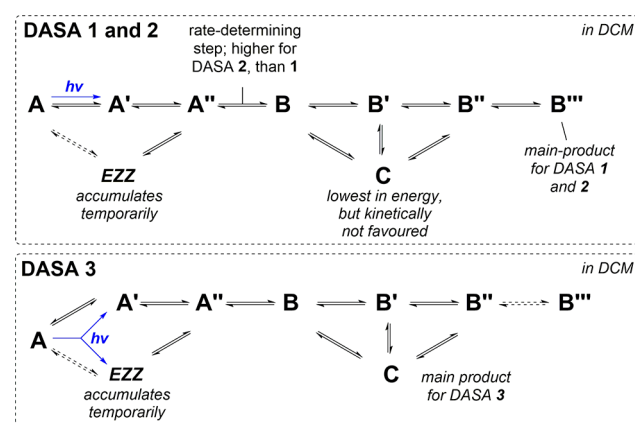 DASA 1 and 2
rate-determining
step; higher for
DASA 2, than 1
in DCM
hν
A A' A'' B B' B'' B'''
EZZ
accumulates
temporarily
C
lowest in energy,
but kinetically
not favoured
main-product
for DASA 1
and 2
DASA 3
in DCM
A' A'' B B' B'' B'''
A
hν
EZZ
accumulates
temporarily
C
main product
for DASA 3